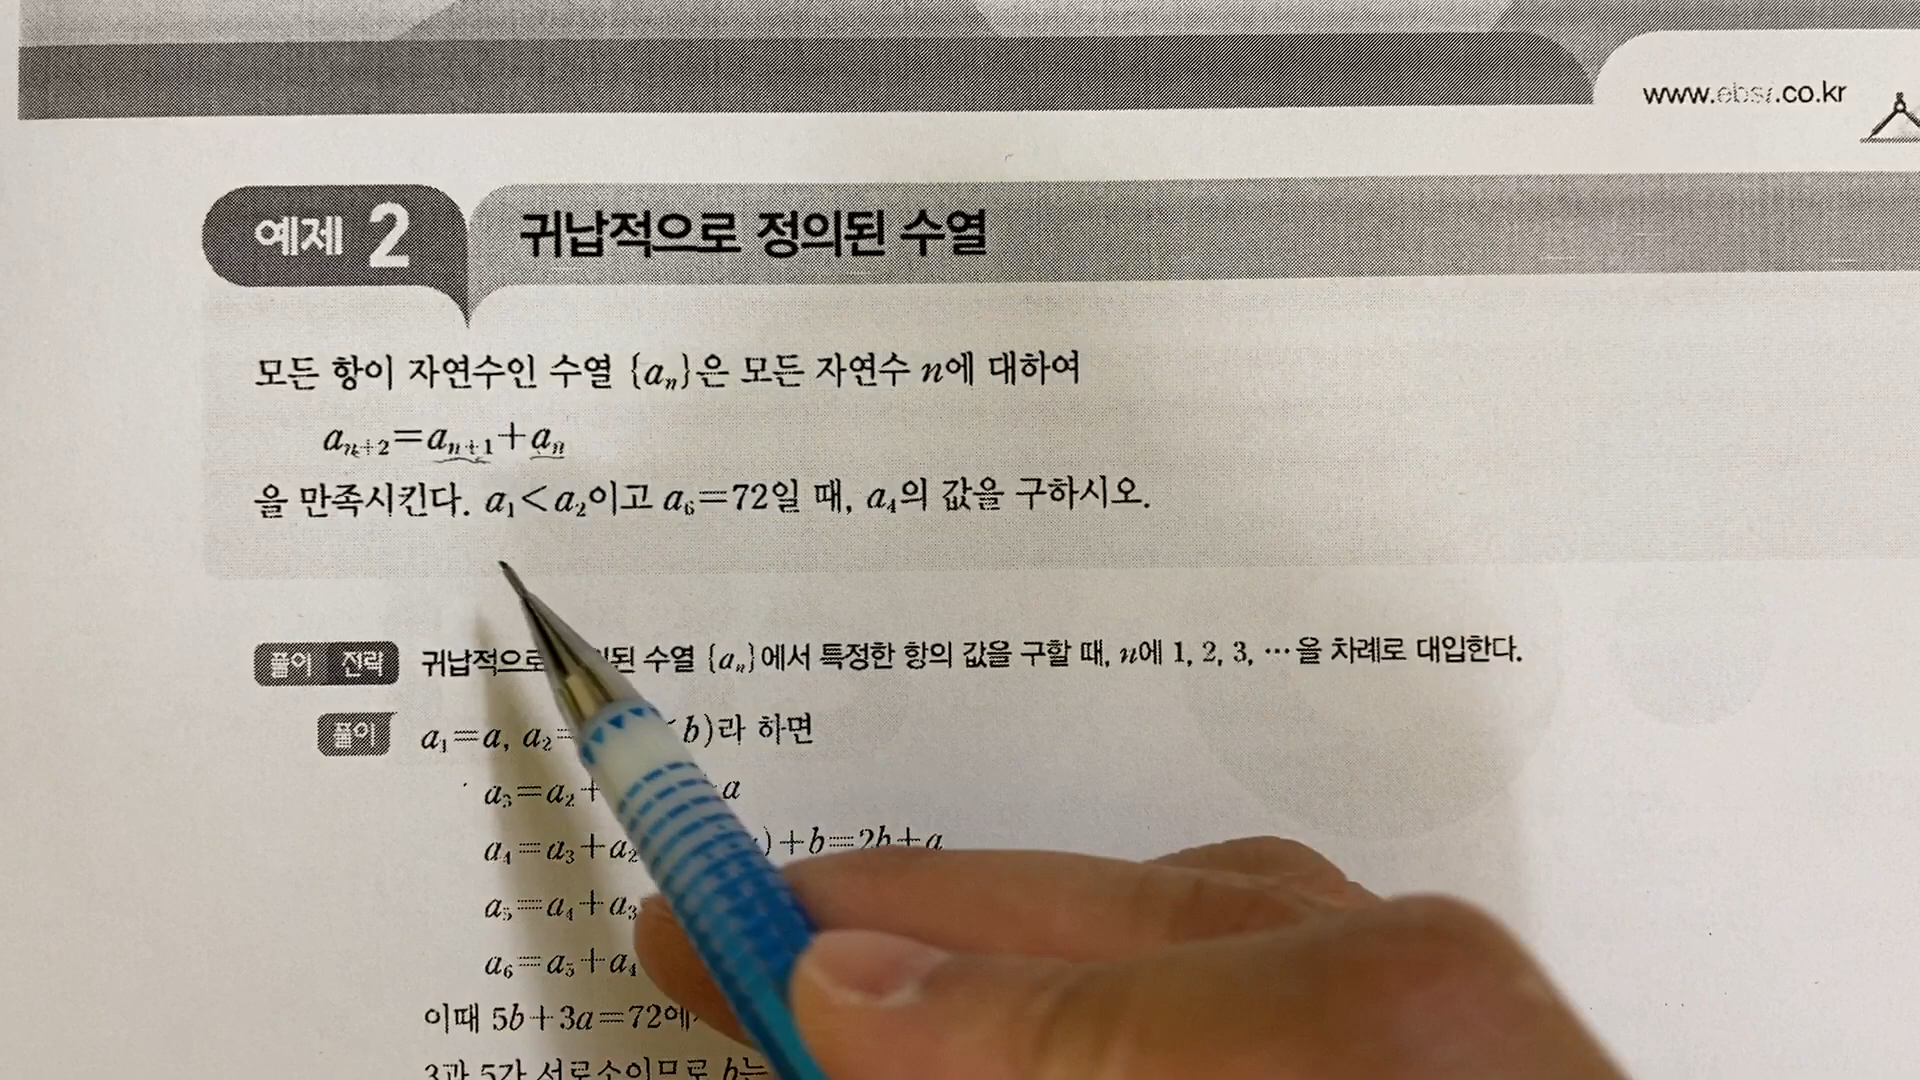 www.ebsi.co.kr
예제 2 귀납적으로 정의된 수열
모든 항이 자연수인 수열 {aₙ}은 모든 자연수 n에 대하여
aₙ₊₂=aₙ₊₁+aₙ
을 만족시킨다. a₁<a₂이고 a₆=72일 때, a₄의 값을 구하시오.
풀이 전략 귀납적으로 수열 {aₙ}에서 특정한 항의 값을 구할 때, n에 1, 2, 3, ⋯을 차례로 대입한다.
풀이 a₁=a, a₂= b)라 하면
a₃=a₂+ a
a₄=a₃+a₂ )+b=2b+a
a₅=a₄+a₃
a₆=a₅+a₄
이때 5b+3a=72에
3과 5가 서로소이므로 b는